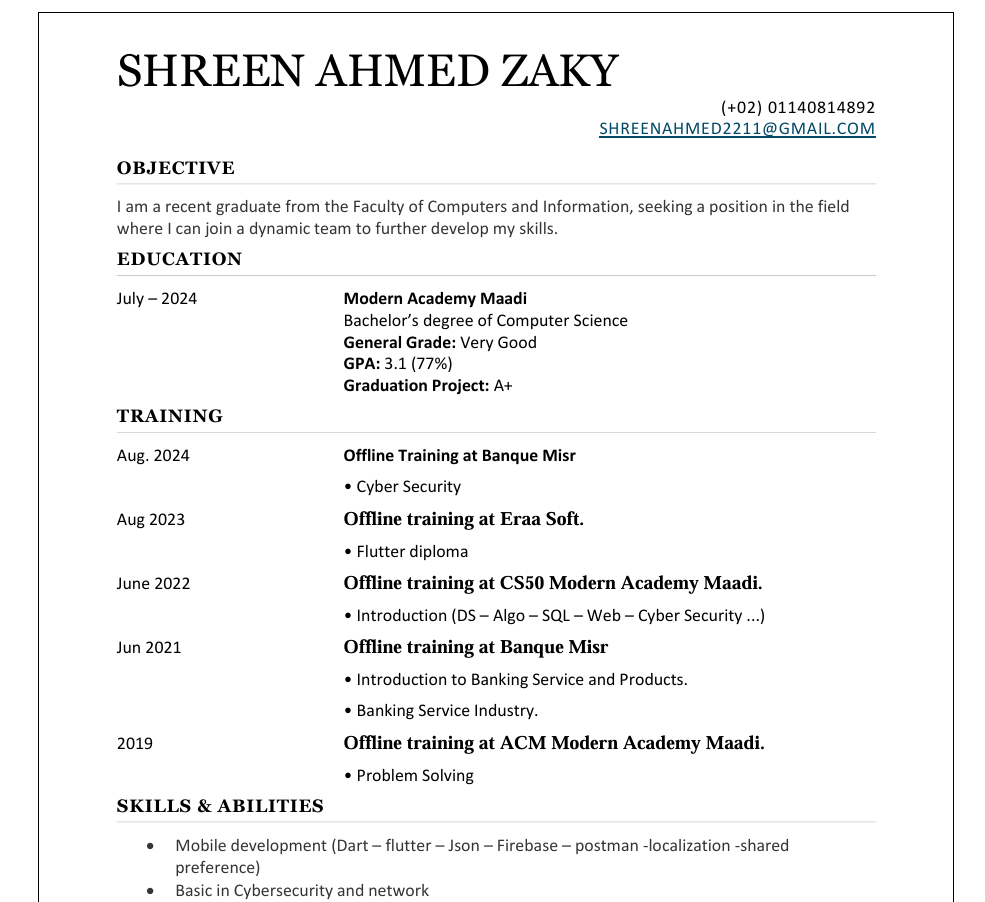 SHREEN AHMED ZAKY
(+02) 01140814892
SHREENAHMED2211@GMAIL.COM
OBJECTIVE
I am a recent graduate from the Faculty of Computers and Information, seeking a position in the field
where I can join a dynamic team to further develop my skills.
EDUCATION
July – 2024 Modern Academy Maadi
Bachelor’s degree of Computer Science
General Grade: Very Good
GPA: 3.1 (77%)
Graduation Project: A+
TRAINING
Aug. 2024 Offline Training at Banque Misr
• Cyber Security
Aug 2023 Offline training at Eraa Soft.
• Flutter diploma
June 2022 Offline training at CS50 Modern Academy Maadi.
• Introduction (DS – Algo – SQL – Web – Cyber Security ...)
Jun 2021 Offline training at Banque Misr
• Introduction to Banking Service and Products.
• Banking Service Industry.
2019 Offline training at ACM Modern Academy Maadi.
• Problem Solving
SKILLS & ABILITIES
• Mobile development (Dart – flutter – Json – Firebase – postman -localization -shared
preference)
• Basic in Cybersecurity and network